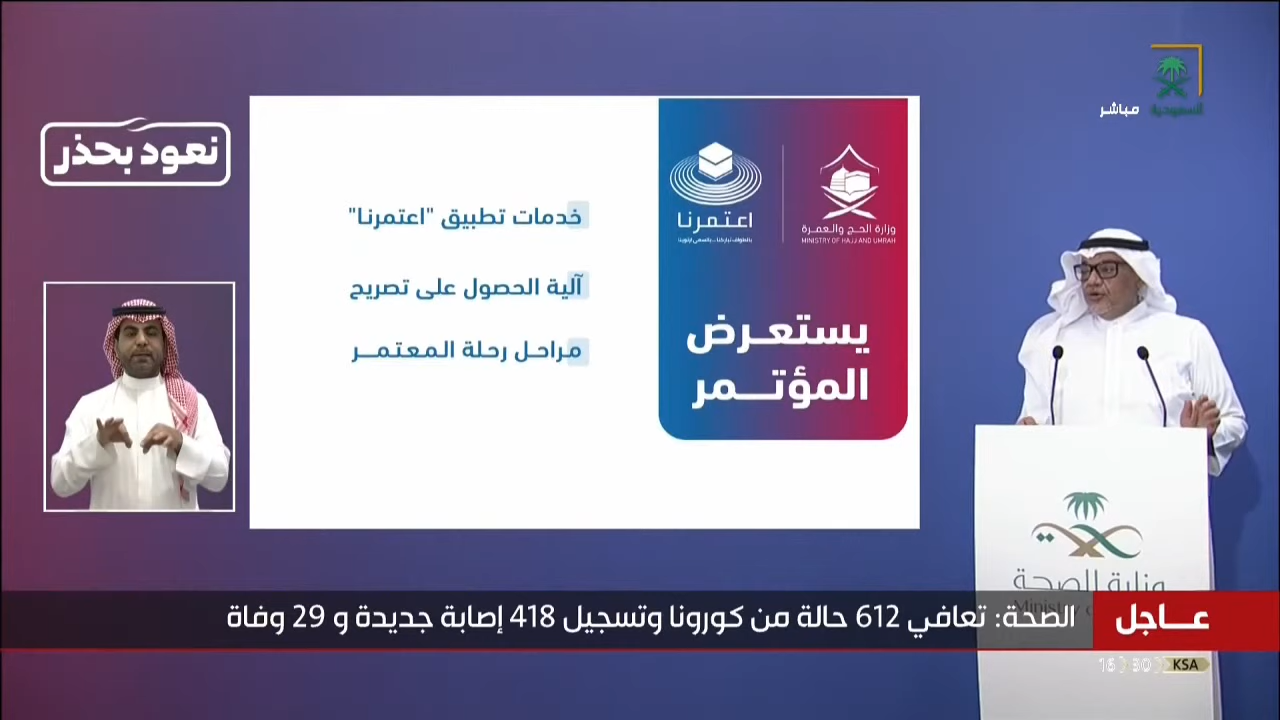 السعودية
مباشر
نعود بحذر
وزارة الحج والعمرة
MINISTRY OF HAJJ AND UMRAH
اعتمرنا
يستعرض
المؤتمر
خدمات تطبيق "اعتمرنا"
آلية الحصول على تصريح
مراحل رحلة المعتمر
وزارة الصحة
عاجل
الصحة: تعافي 612 حالة من كورونا وتسجيل 418 إصابة جديدة و 29 وفاة
16 30 KSA